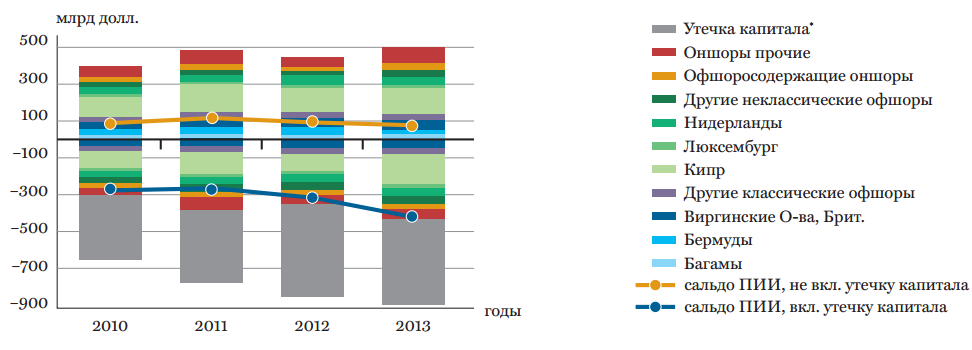 млрд долл.
500
300
100
–100
–300
–500
–700
–900
2010 2011 2012 2013
годы
Утечка капитала*
Оншоры прочие
Офшоросодержащие оншоры
Другие неклассические офшоры
Нидерланды
Люксембург
Кипр
Другие классические офшоры
Виргинские О-ва, Брит.
Бермуды
Багамы
сальдо ПИИ, не вкл. утечку капитала
сальдо ПИИ, вкл. утечку капитала